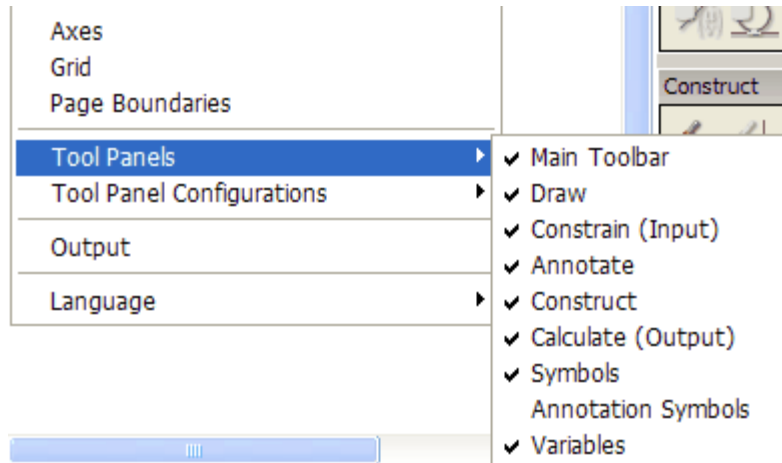 Axes
Grid
Page Boundaries
Tool Panels
Tool Panel Configurations
Output
Language
Construct
Main Toolbar
Draw
Constrain (Input)
Annotate
Construct
Calculate (Output)
Symbols
Annotation Symbols
Variables